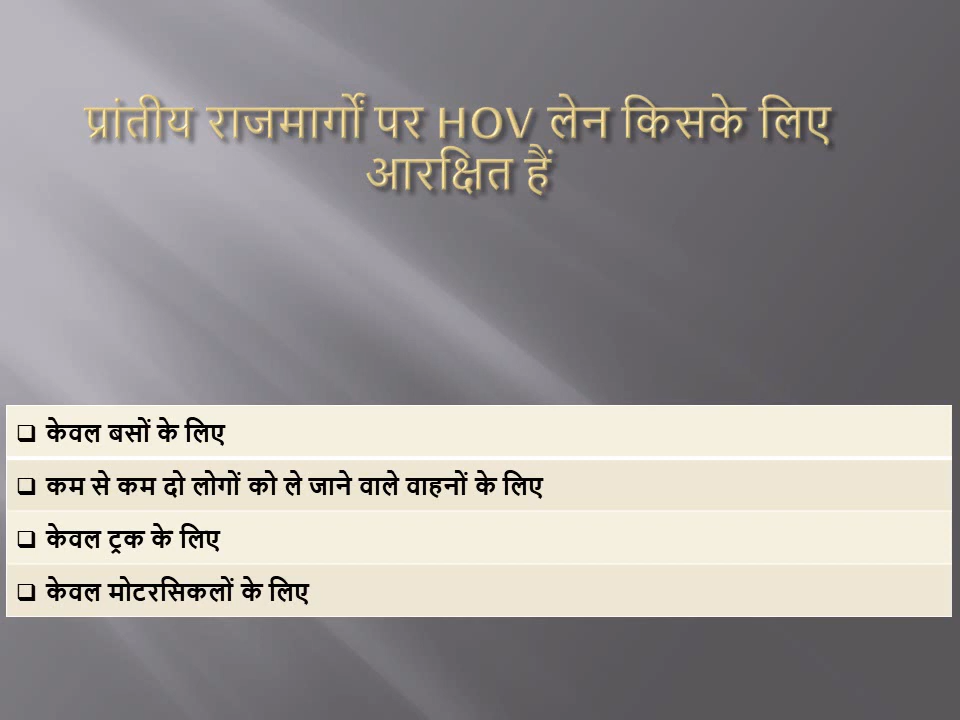 प्रांतीय राजमार्गों पर HOV लेन किसके लिए
आरक्षित हैं
❑ केवल बसों के लिए
❑ कम से कम दो लोगों को ले जाने वाले वाहनों के लिए
❑ केवल ट्रक के लिए
❑ केवल मोटरसिकलों के लिए